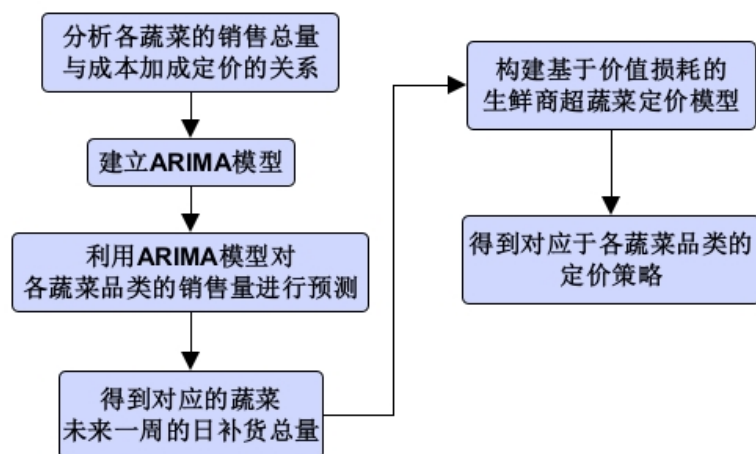 分析各蔬菜的销售总量
与成本加成定价的关系
建立ARIMA模型
利用ARIMA模型对
各蔬菜品类的销售量进行预测
得到对应的蔬菜
未来一周的日补货总量
构建基于价值损耗的
生鲜商超蔬菜定价模型
得到对应于各蔬菜品类的
定价策略